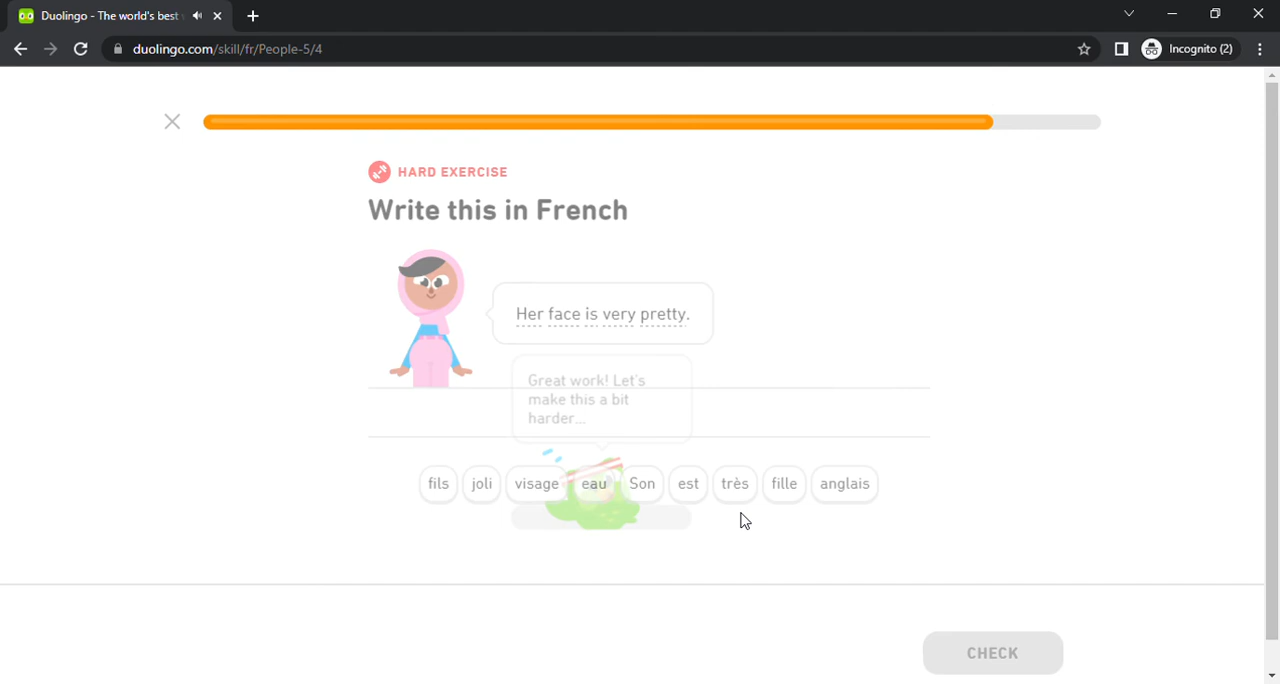 Duolingo - The world's best
duolingo.com/skill/fr/People-5/4
Incognito (2)
HARD EXERCISE
Write this in French
Her face is very pretty.
Great work! Let's
make this a bit
harder...
fils joli visage eau Son est très fille anglais
CHECK